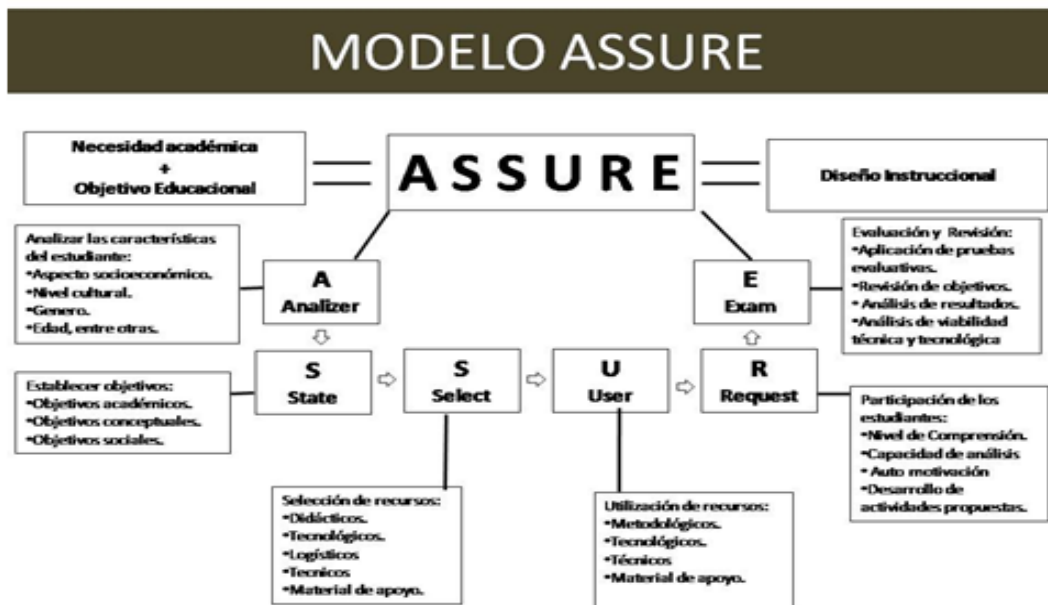 MODELO ASSURE
Necesidad académica
+
Objetivo Educacional
A S S U R E
Diseño Instruccional
Analizar las características
del estudiante:
•Aspecto socioeconómico.
•Nivel cultural.
•Genero.
•Edad, entre otras.
A
Analizer
E
Exam
Evaluación y Revisión:
•Aplicación de pruebas
evaluativas.
•Revisión de objetivos.
• Análisis de resultados.
•Análisis de viabilidad
técnica y tecnológica
Establecer objetivos:
•Objetivos académicos.
•Objetivos conceptuales.
•Objetivos sociales.
S
State
S
Select
U
User
R
Request
Participación de los
estudiantes:
•Nivel de Comprensión.
•Capacidad de análisis
• Auto motivación
•Desarrollo de
actividades propuestas.
Selección de recursos:
•Didácticos.
•Tecnológicos.
•Logísticos
•Tecnicos
•Material de apoyo.
Utilización de recursos:
•Metodológicos.
•Tecnológicos.
•Técnicos
•Material de apoyo.